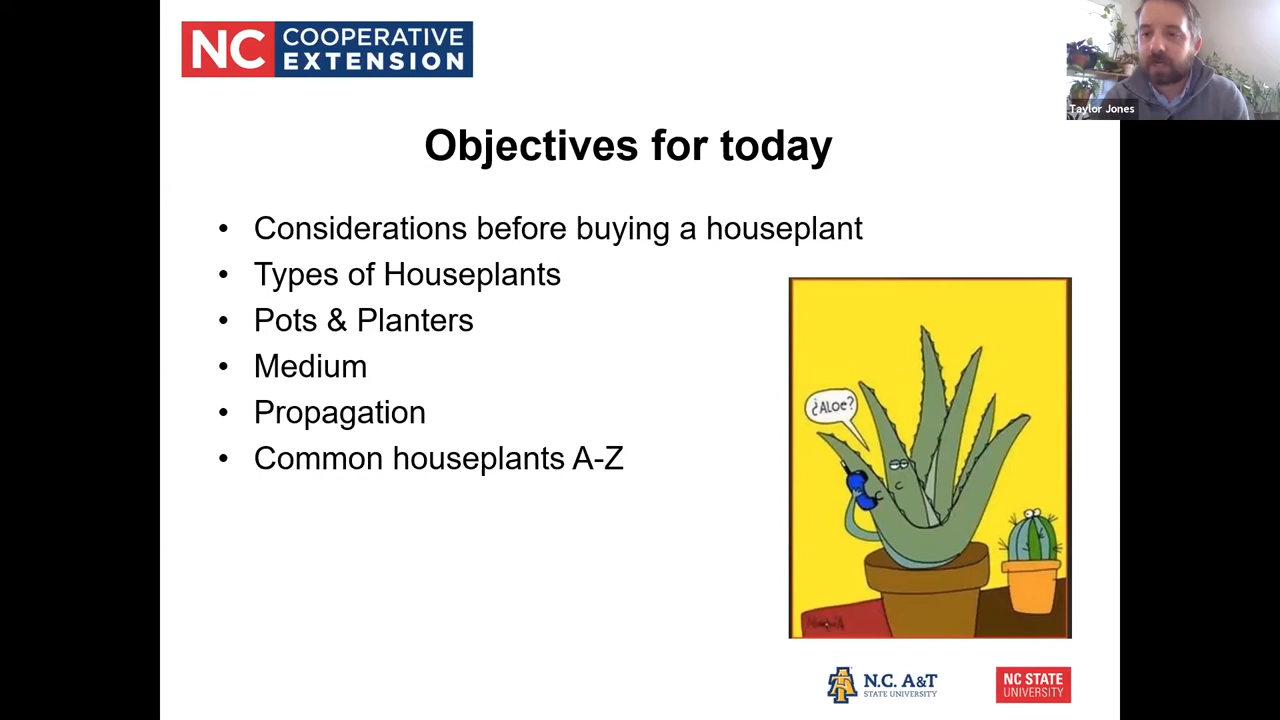 NC COOPERATIVE
EXTENSION
Taylor Jones
Objectives for today
• Considerations before buying a houseplant
• Types of Houseplants
• Pots & Planters
• Medium
• Propagation
• Common houseplants A-Z
¿ALoe?
N.C. A&T
STATE UNIVERSITY
NC STATE
UNIVERSITY